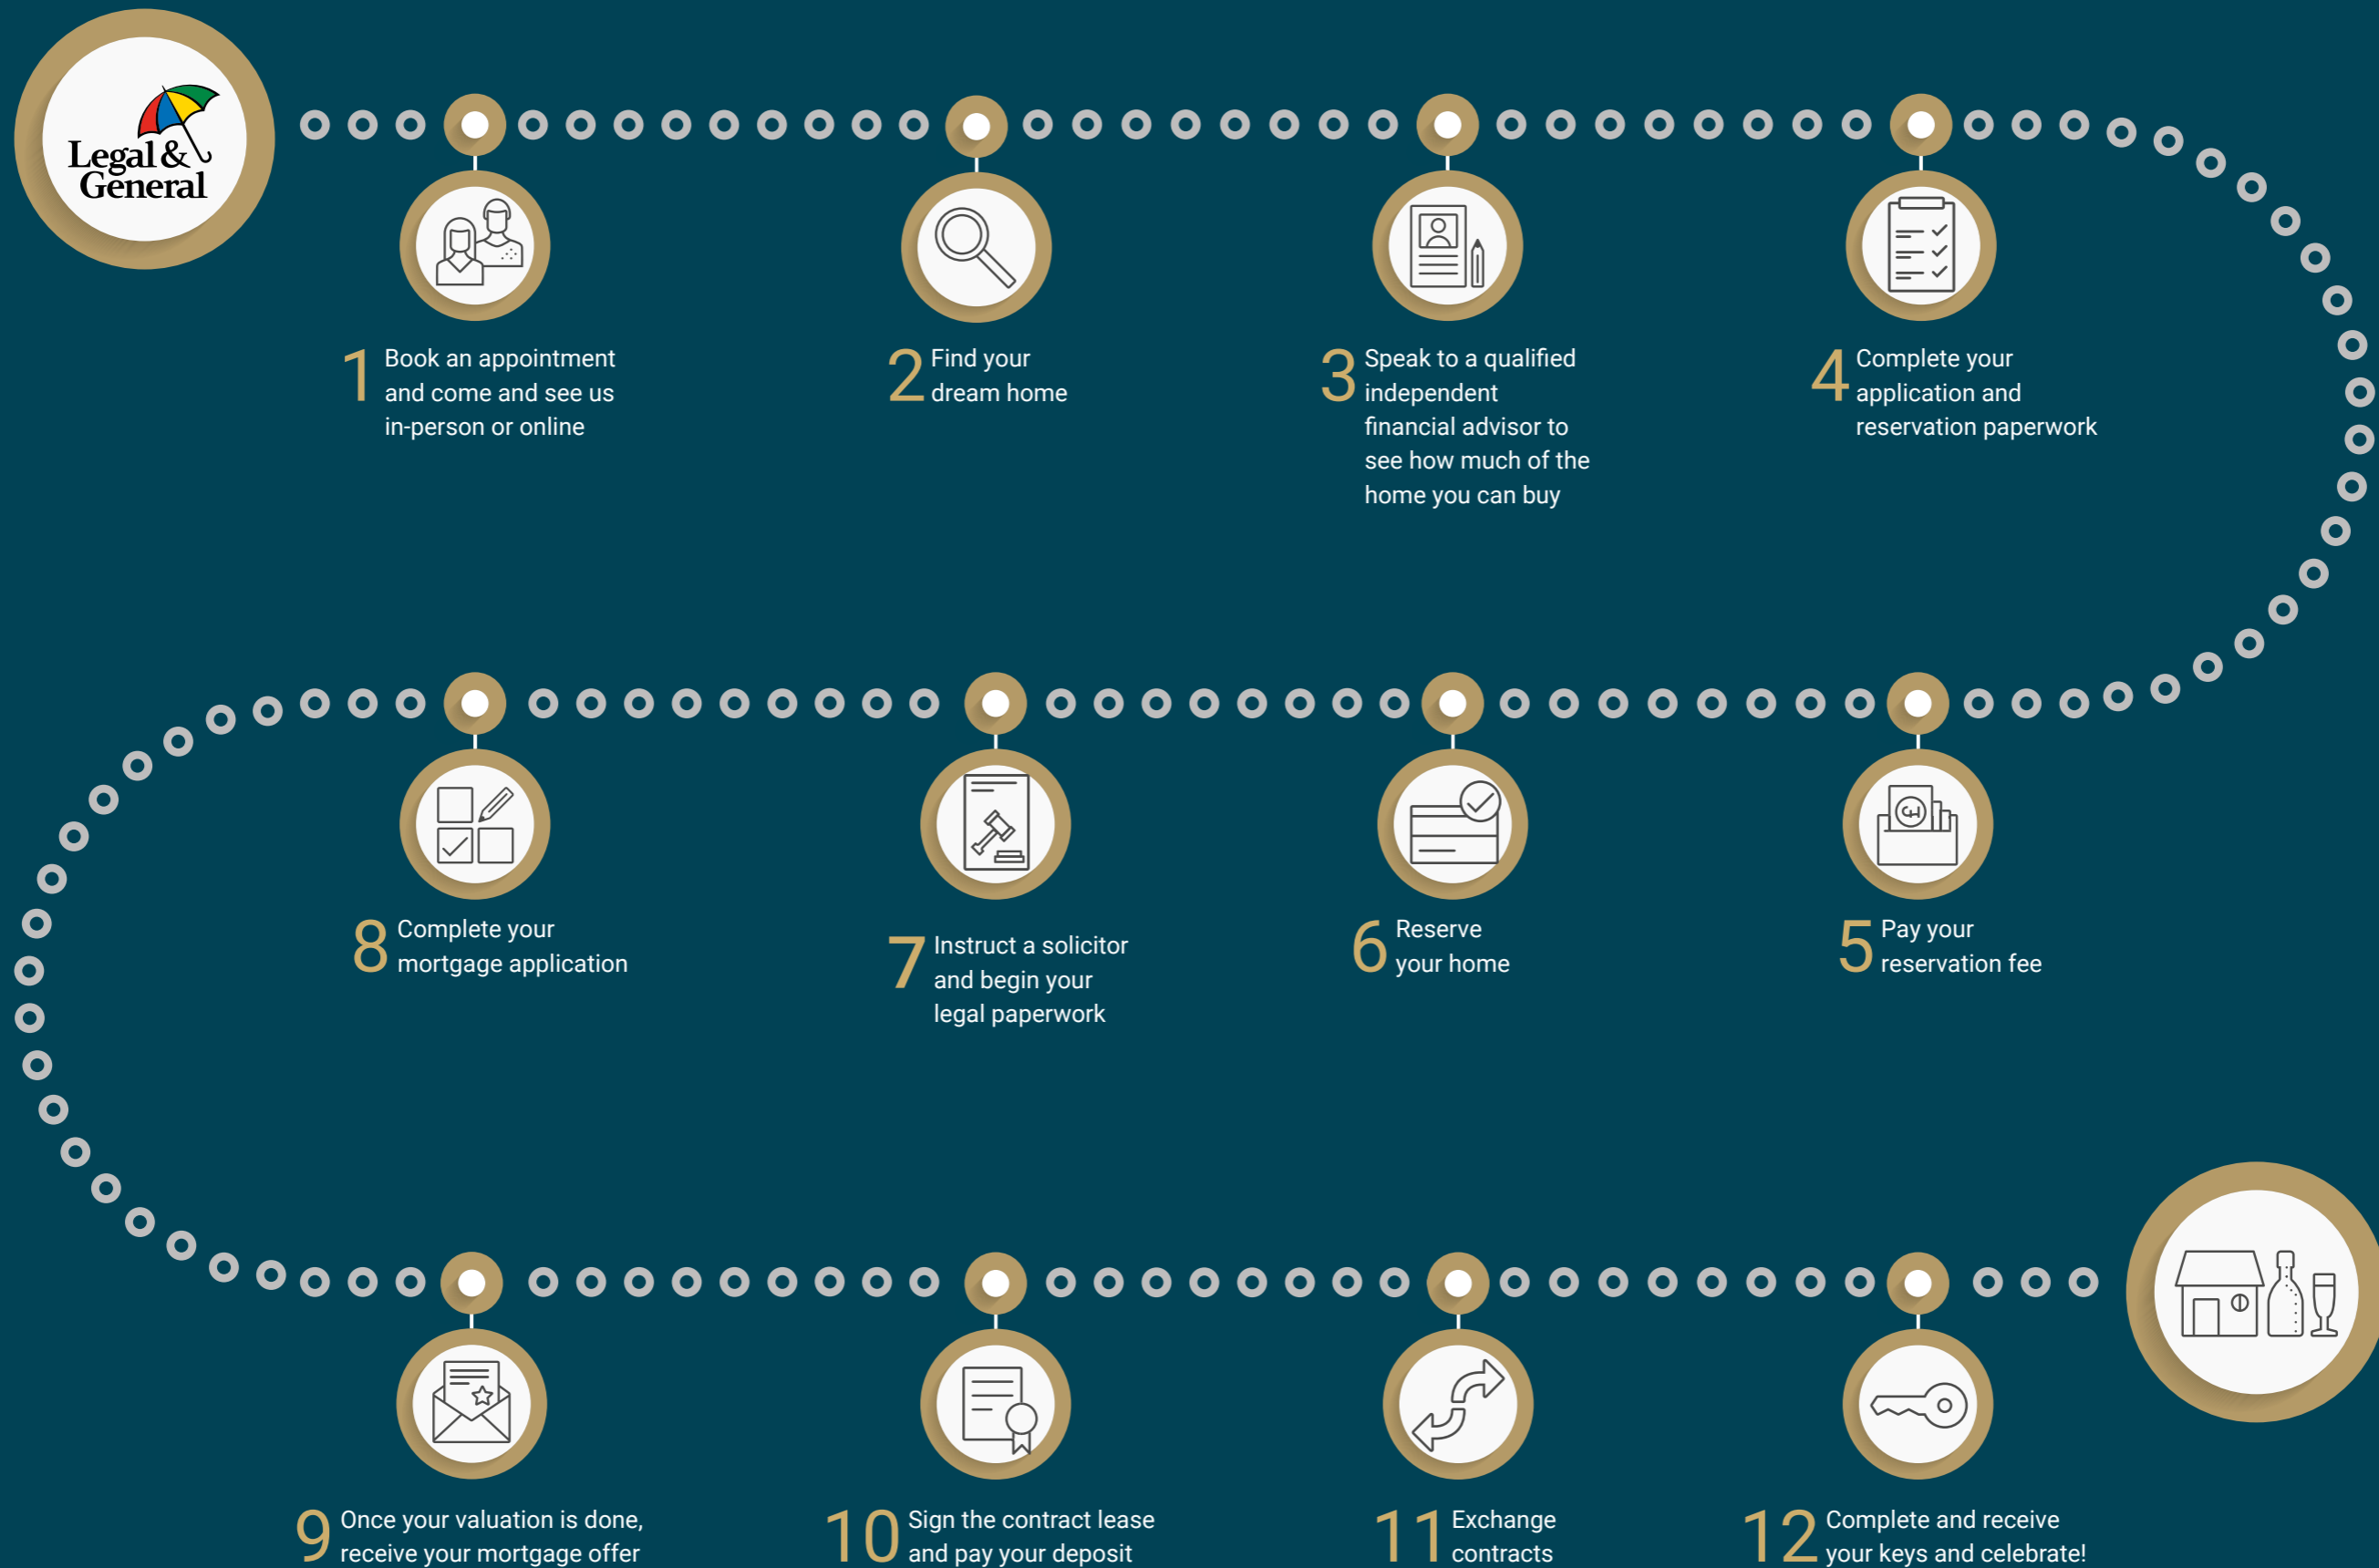 Legal &
General
1 Book an appointment
and come and see us
in-person or online
2 Find your
dream home
3 Speak to a qualified
independent
financial advisor to
see how much of the
home you can buy
4 Complete your
application and
reservation paperwork
5 Pay your
reservation fee
6 Reserve
your home
7 Instruct a solicitor
and begin your
legal paperwork
8 Complete your
mortgage application
9 Once your valuation is done,
receive your mortgage offer
10 Sign the contract lease
and pay your deposit
11 Exchange
contracts
12 Complete and receive
your keys and celebrate!